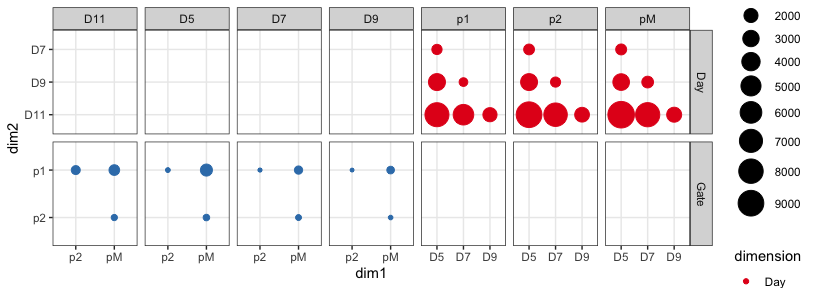 D11 D5 D7 D9 p1 p2 pM
D7
D9
D11
Day
p1
p2
Gate
p2 pM p2 pM p2 pM p2 pM D5 D7 D9 D5 D7 D9 D5 D7 D9
dim1
dim2
2000
3000
4000
5000
6000
7000
8000
9000
dimension
Day